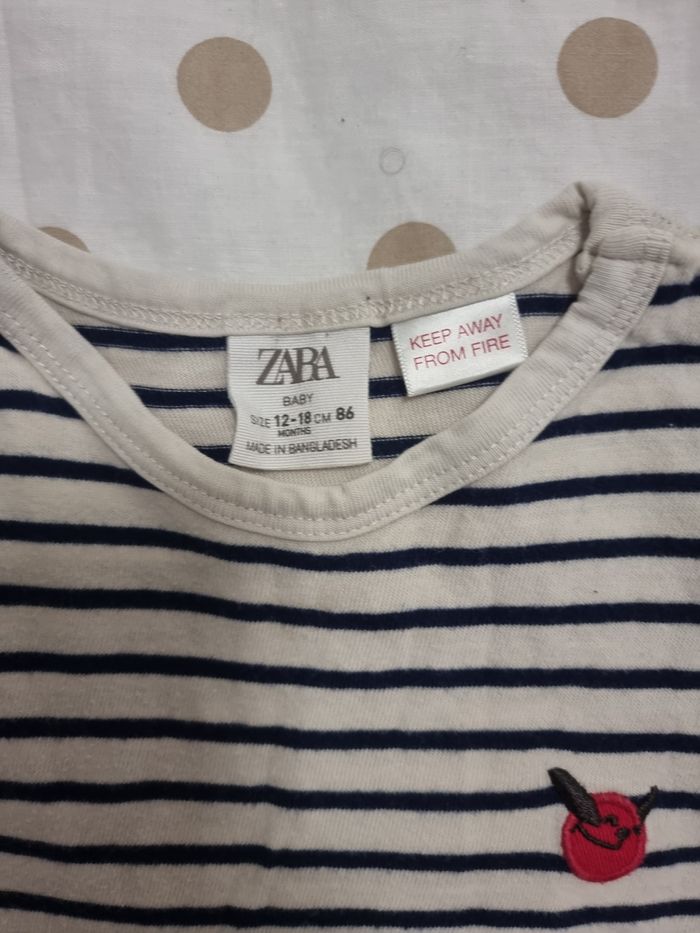 ZARA
BABY
SIZE 12-18 CM 86
MONTHS
MADE IN BANGLADESH
KEEP AWAY
FROM FIRE